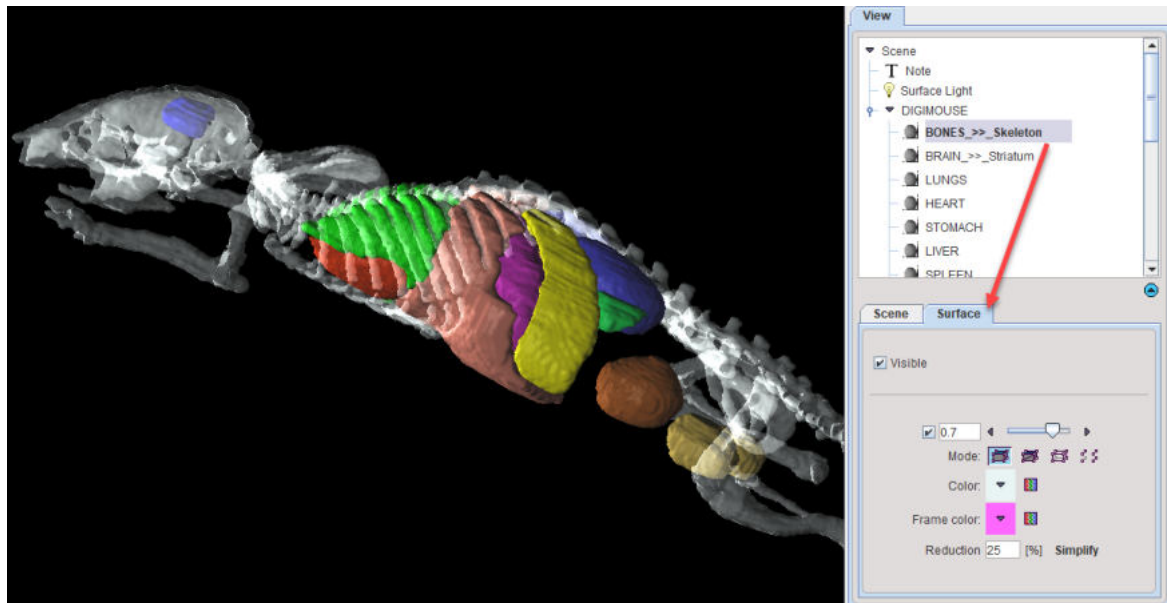 View
Scene
T Note
Surface Light
DIGIMOUSE
BONES_>>_Skeleton
BRAIN_>>_Striatum
LUNGS
HEART
STOMACH
LIVER
SPLEEN
Scene Surface
Visible
0.7
Mode:
Color:
Frame color:
Reduction 25 [%] Simplify